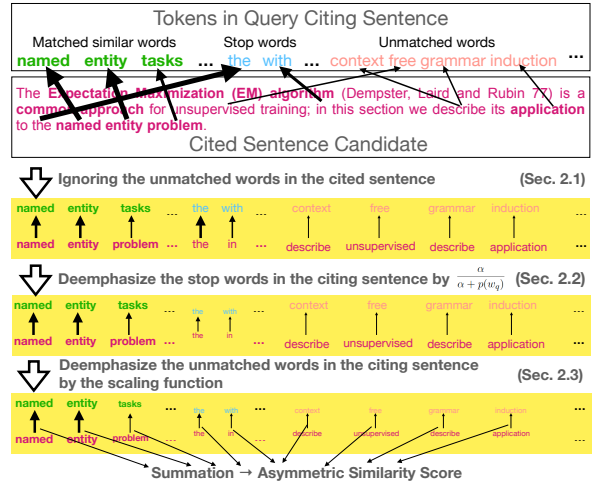 Tokens in Query Citing Sentence
Matched similar words Stop words Unmatched words
named entity tasks ... the with ... context free grammar induction ...
The Expectation Maximization (EM) algorithm (Dempster, Laird and Rubin 77) is a
common approach for unsupervised training; in this section we describe its application
to the named entity problem.
Cited Sentence Candidate
Ignoring the unmatched words in the cited sentence (Sec. 2.1)
named entity tasks ... the with ... context free grammar induction ...
named entity problem ... the in ... describe unsupervised describe application ...
Deemphasize the stop words in the citing sentence by α / α + p(w_q) (Sec. 2.2)
named entity tasks ... the with ... context free grammar induction ...
named entity problem ... the in ... describe unsupervised describe application ...
Deemphasize the unmatched words in the citing sentence
by the scaling function (Sec. 2.3)
named entity tasks ... the with ... context free grammar induction ...
named entity problem ... the in ... describe unsupervised describe application ...
Summation → Asymmetric Similarity Score